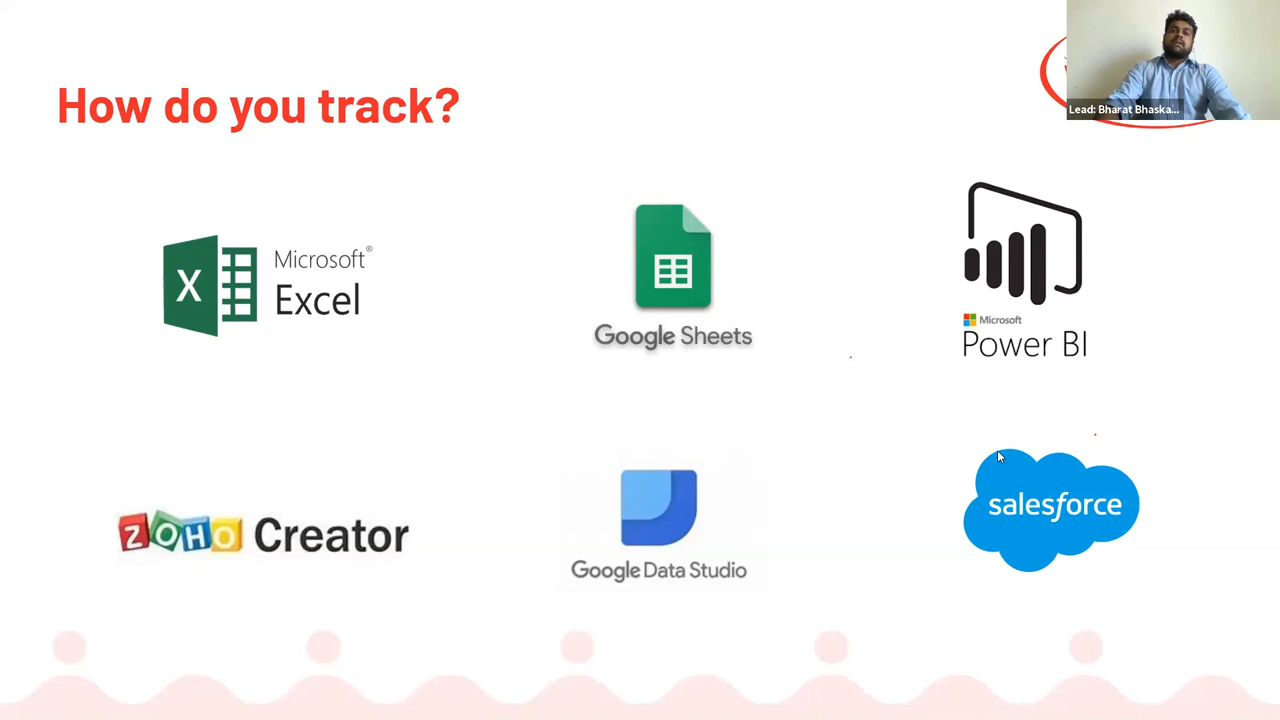 How do you track?
Lead: Bharat Bhaska...
X
Microsoft®
Excel
Google Sheets
Microsoft
Power BI
ZOHO Creator
Google Data Studio
salesforce